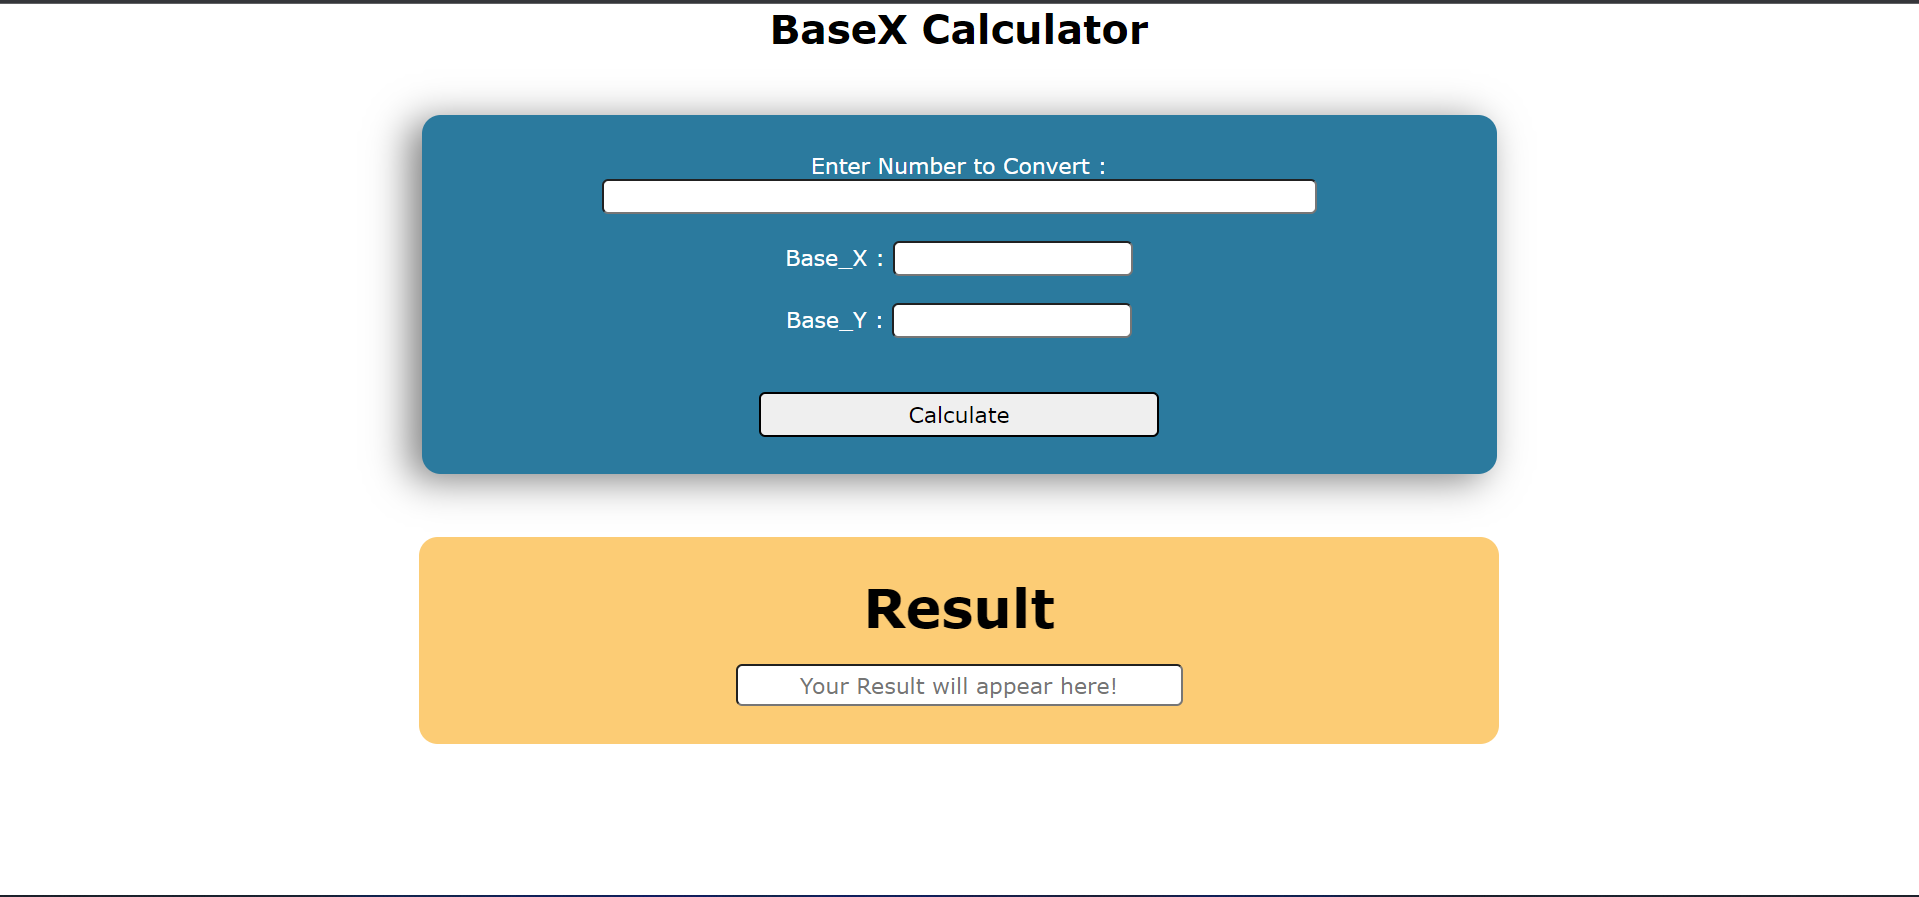 BaseX Calculator
Enter Number to Convert :
Base_X :
Base_Y :
Calculate
Result
Your Result will appear here!